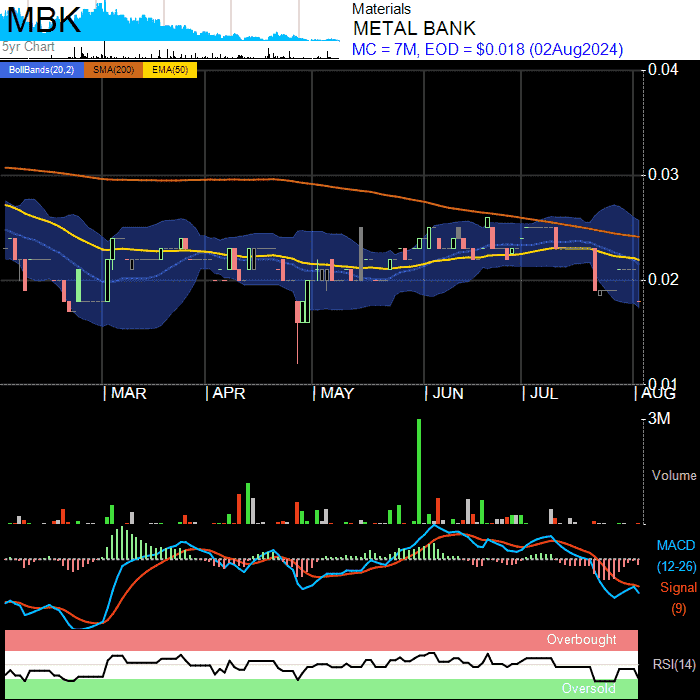 MBK
5yr Chart
Materials
METAL BANK
MC = 7M, EOD = $0.018 (02Aug2024)
BollBands(20,2) SMA(200) EMA(50)
0.04
0.03
0.02
0.01
MAR APR MAY JUN JUL AUG
3M
Volume
MACD
(12-26)
Signal
(9)
Overbought
RSI(14)
Oversold